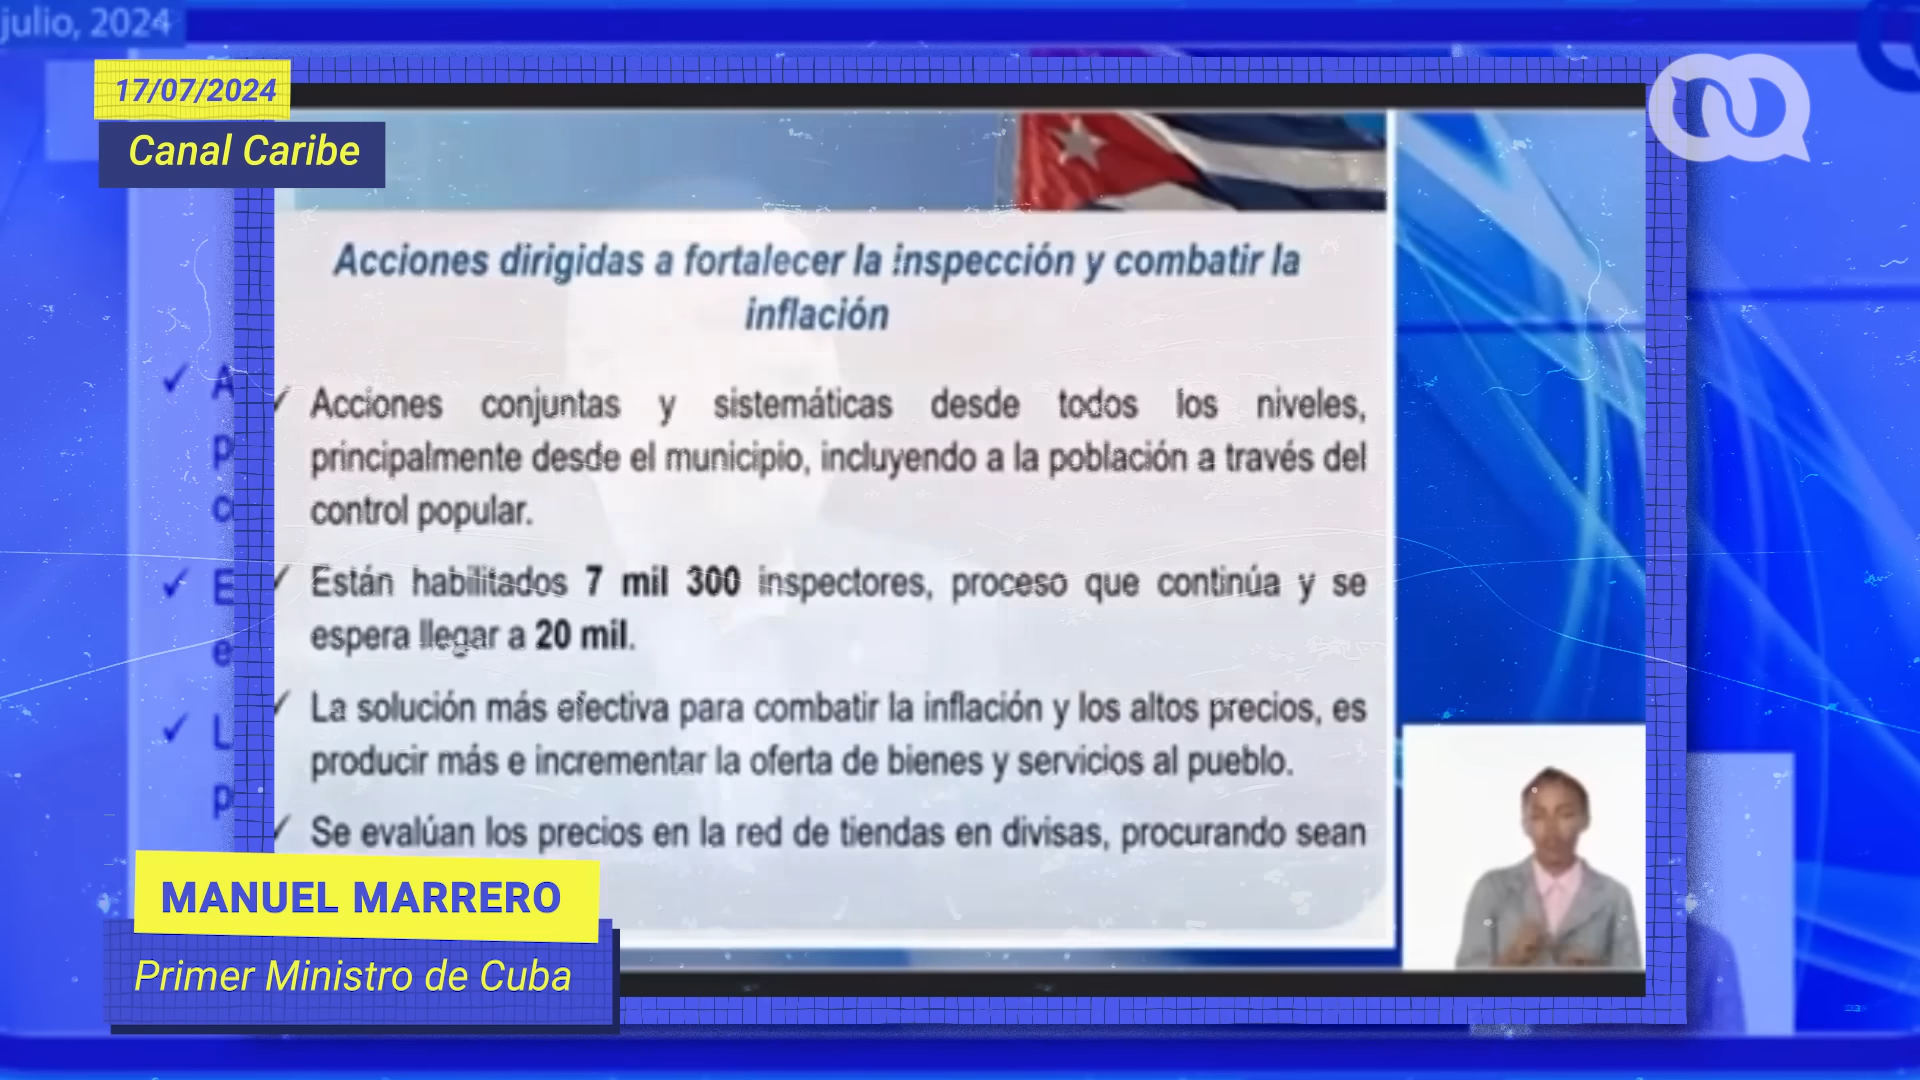 julio, 2024
17/07/2024
Canal Caribe
Acciones dirigidas a fortalecer la inspección y combatir la
inflación
✓ Acciones conjuntas y sistemáticas desde todos los niveles,
principalmente desde el municipio, incluyendo a la población a través del
control popular.
✓ Están habilitados 7 mil 300 inspectores, proceso que continúa y se
espera llegar a 20 mil.
✓ La solución más efectiva para combatir la inflación y los altos precios, es
producir más e incrementar la oferta de bienes y servicios al pueblo.
✓ Se evalúan los precios en la red de tiendas en divisas, procurando sean
MANUEL MARRERO
Primer Ministro de Cuba